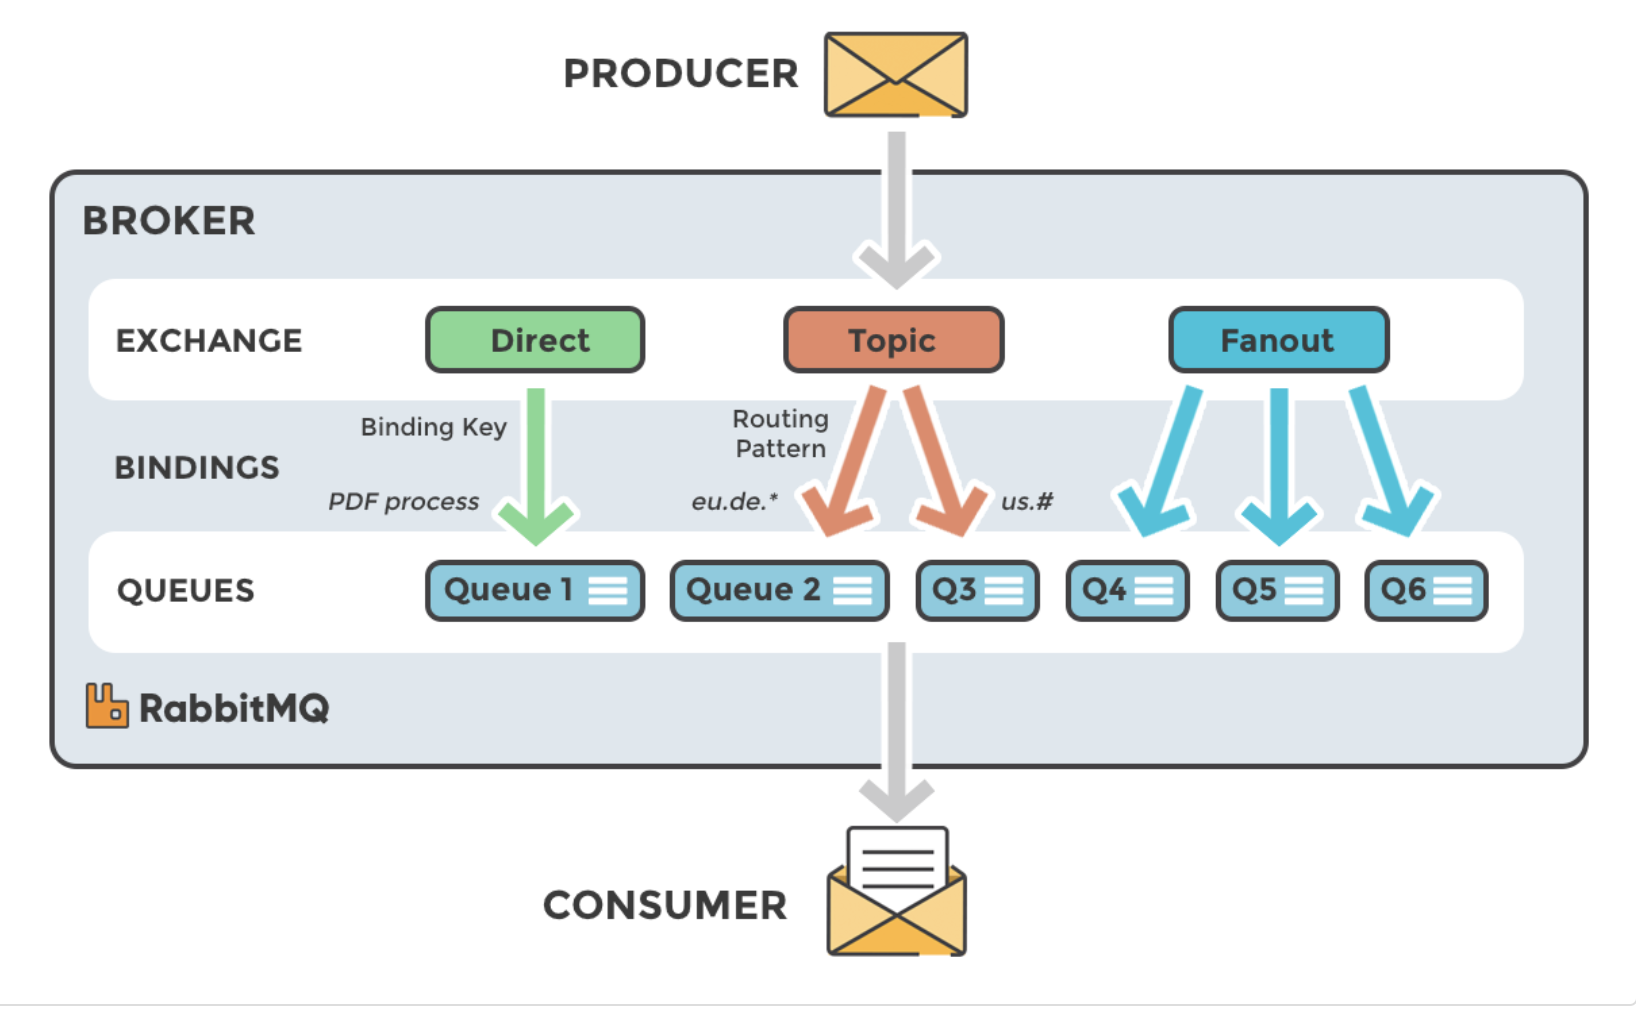 PRODUCER
BROKER
EXCHANGE
Direct
Topic
Fanout
Binding Key
Routing
Pattern
BINDINGS
PDF process
eu.de.*
us.#
QUEUES
Queue 1
Queue 2
Q3
Q4
Q5
Q6
RabbitMQ
CONSUMER